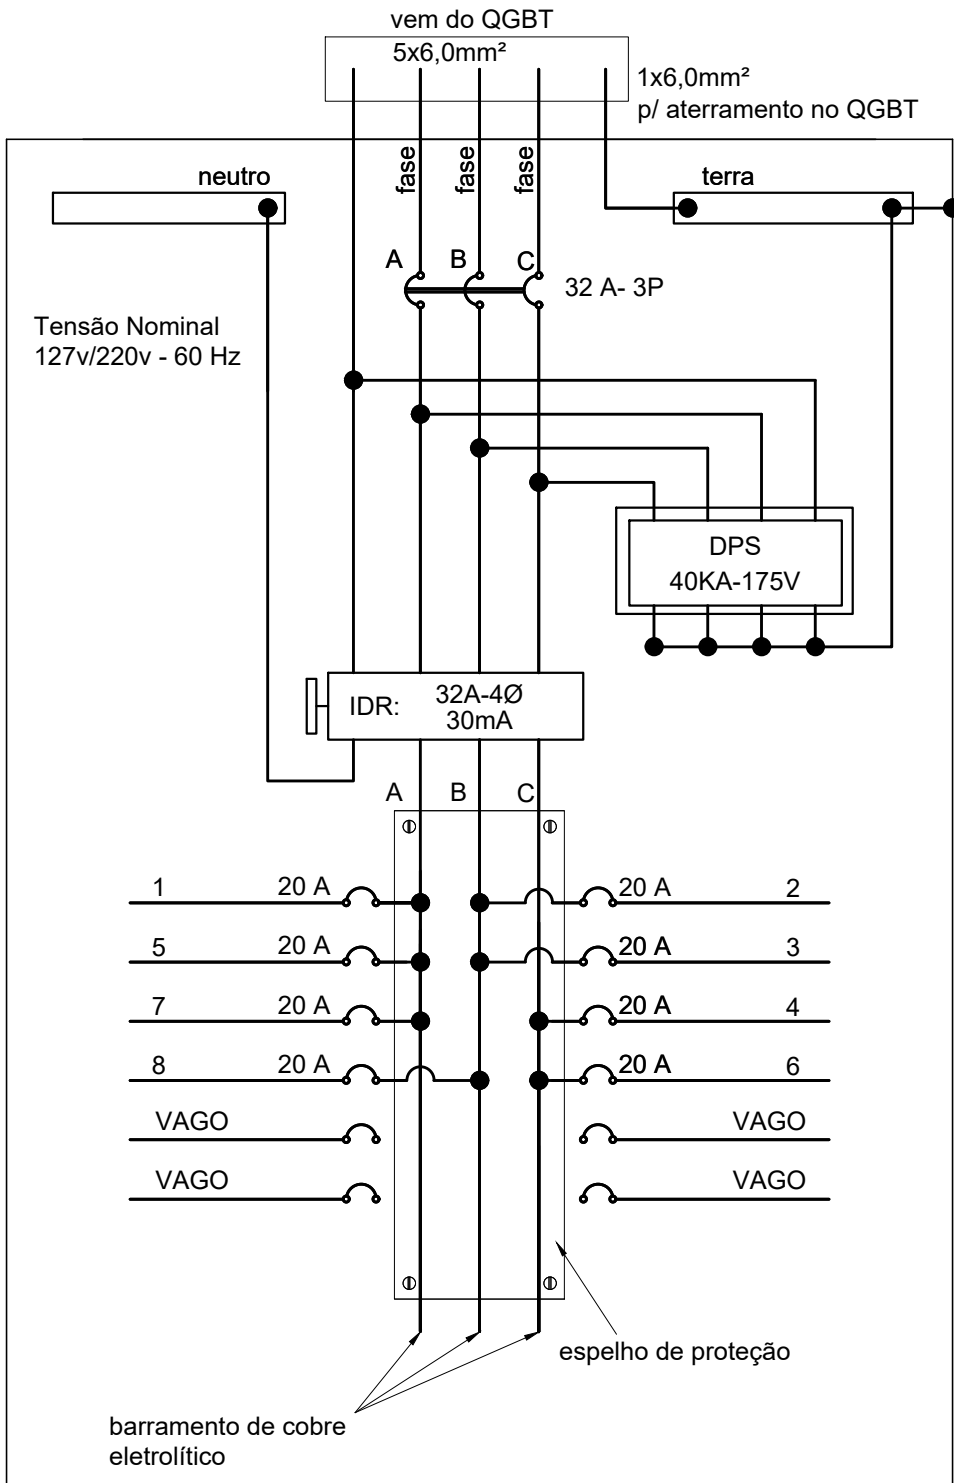 vem do QGBT
5x6,0mm²
1x6,0mm²
p/ aterramento no QGBT
neutro
fase
fase
fase
terra
A
B
C
32 A- 3P
Tensão Nominal
127v/220v - 60 Hz
DPS
40KA-175V
IDR:
32A-4Ø
30mA
A
B
C
1
20 A
20 A
2
5
20 A
20 A
3
7
20 A
20 A
4
8
20 A
20 A
6
VAGO
VAGO
VAGO
VAGO
espelho de proteção
barramento de cobre
eletrolítico